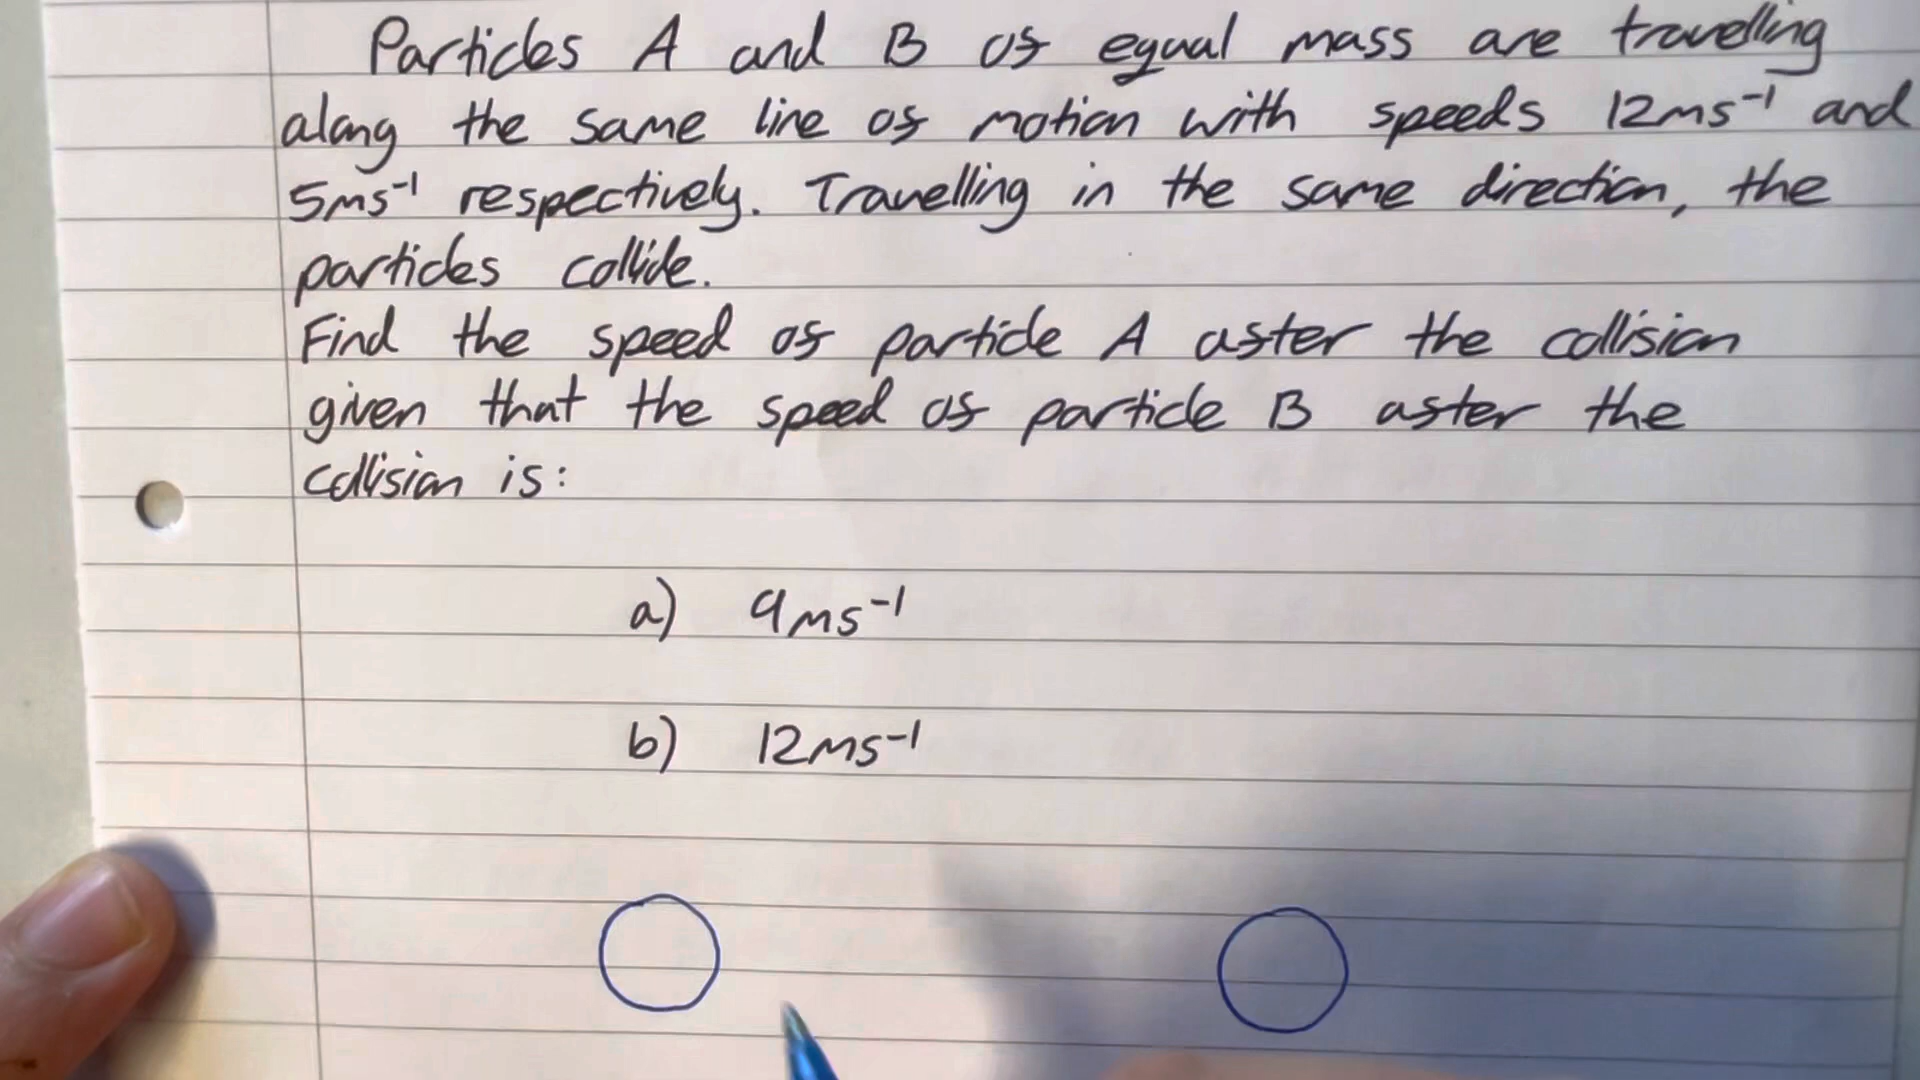 Particles A and B of equal mass are travelling
along the same line of motion with speeds 12ms⁻¹ and
5ms⁻¹ respectively. Travelling in the same direction, the
particles collide.
Find the speed of particle A after the collision
given that the speed of particle B after the
collision is:
a) 9ms⁻¹
b) 12ms⁻¹